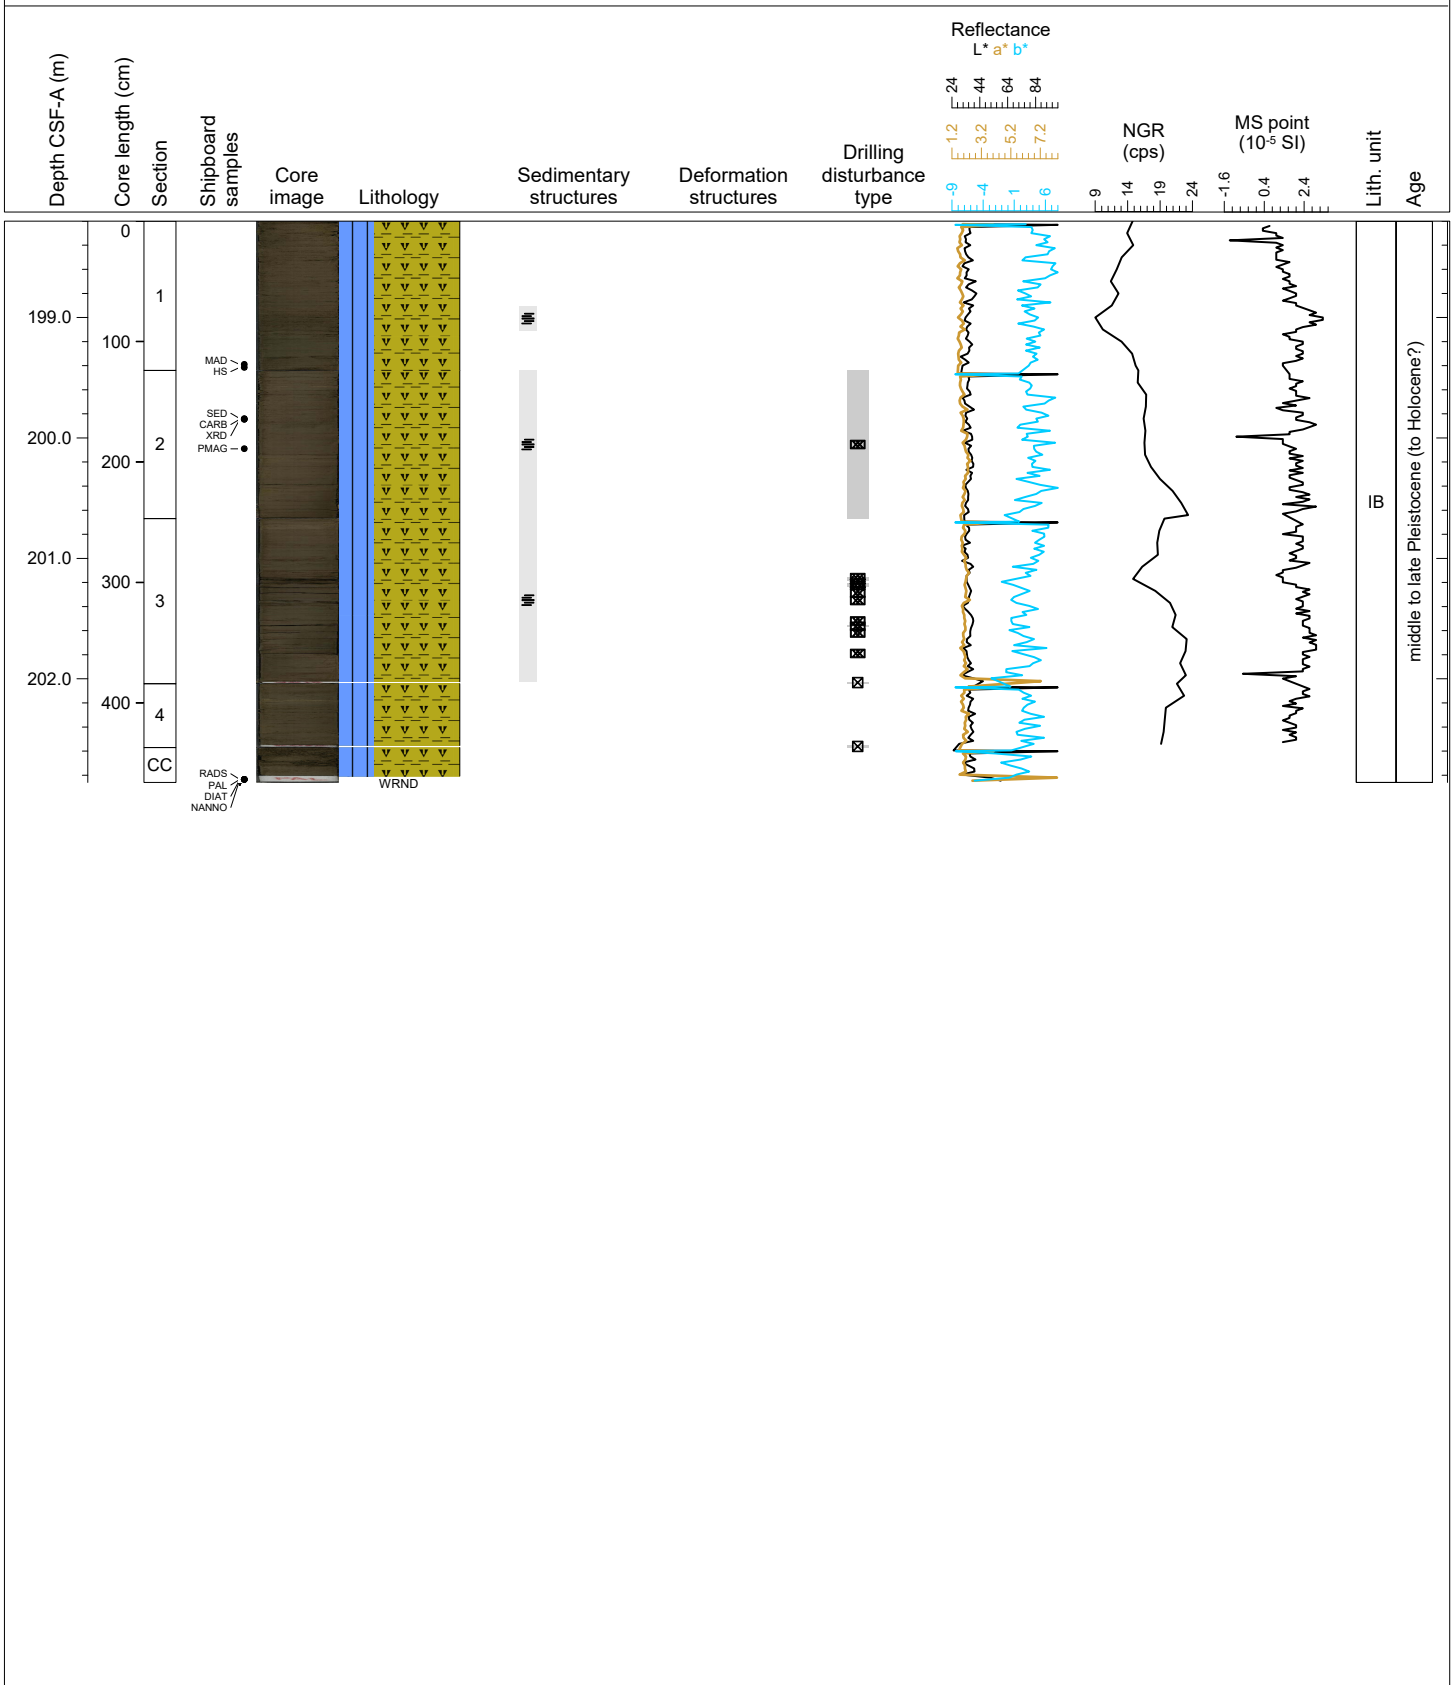 Depth CSF-A (m)
Core length (cm)
Section
Shipboard
samples
Core
image
Lithology
Sedimentary
structures
Deformation
structures
Drilling
disturbance
type
Reflectance
L* a* b*
24 44 64 84
1.2 3.2 5.2 7.2
-9 -4 1 6
NGR
(cps)
9 14 19 24
MS point
(10⁻⁵ SI)
-1.6 0.4 2.4
Lith. unit
Age
199.0
200.0
201.0
202.0
0
100
200
300
400
1
2
3
4
CC
MAD
HS
SED
CARB
XRD
PMAG
RADS
PAL
DIAT
NANNO
PAL
WRND
IB
middle to late Pleistocene (to Holocene?)